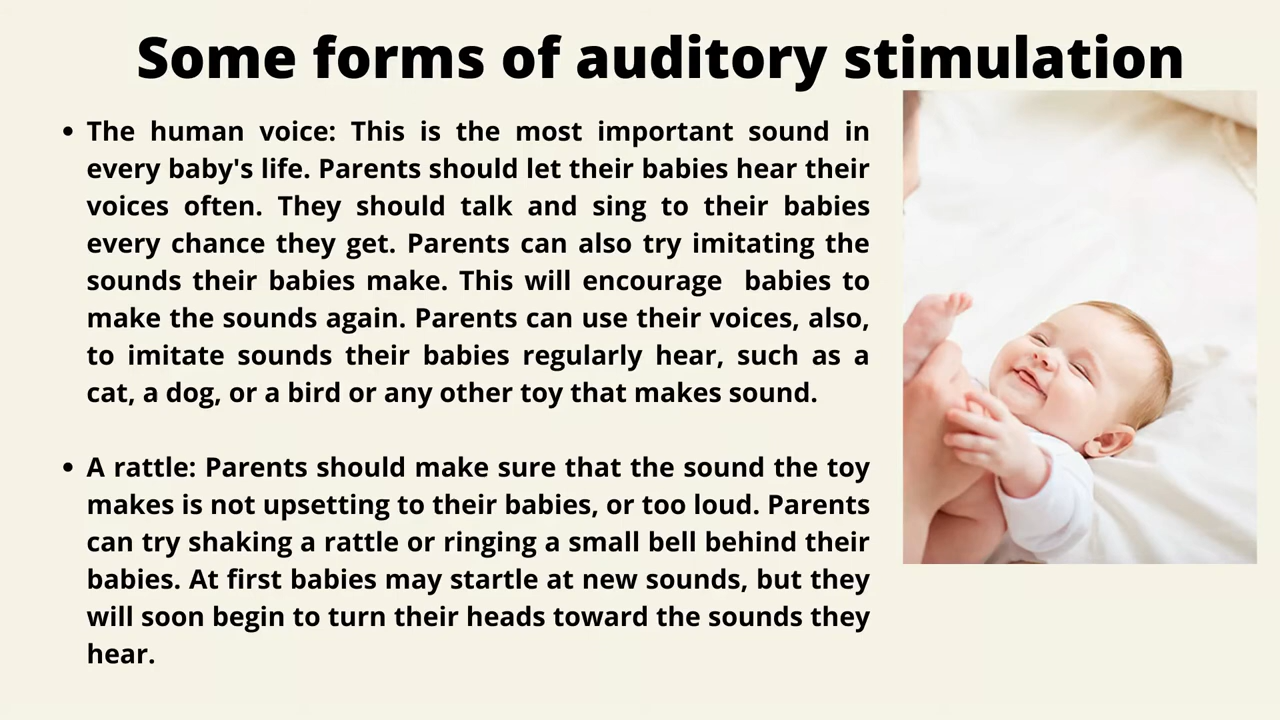 Some forms of auditory stimulation
• The human voice: This is the most important sound in
every baby's life. Parents should let their babies hear their
voices often. They should talk and sing to their babies
every chance they get. Parents can also try imitating the
sounds their babies make. This will encourage  babies to
make the sounds again. Parents can use their voices, also,
to imitate sounds their babies regularly hear, such as a
cat, a dog, or a bird or any other toy that makes sound.
• A rattle: Parents should make sure that the sound the toy
makes is not upsetting to their babies, or too loud. Parents
can try shaking a rattle or ringing a small bell behind their
babies. At first babies may startle at new sounds, but they
will soon begin to turn their heads toward the sounds they
hear.